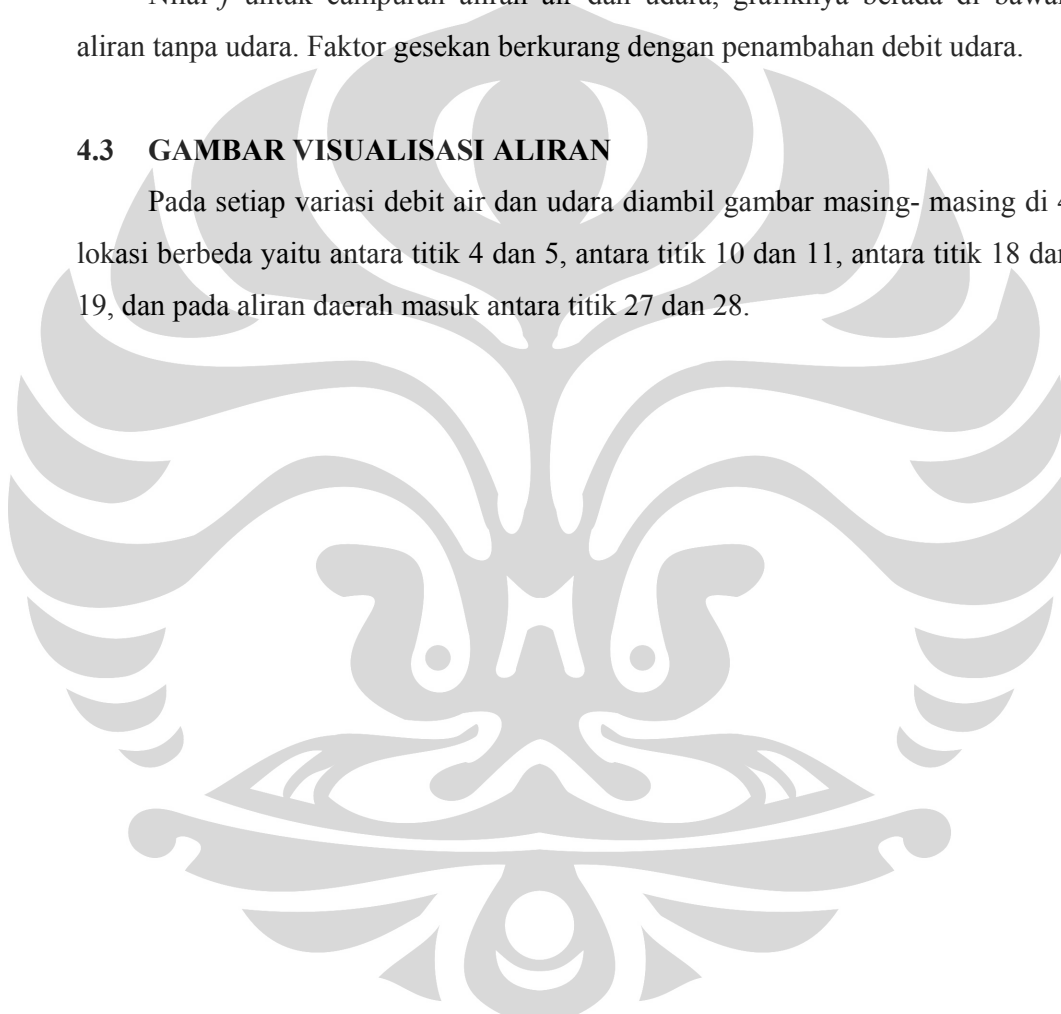 Nilai f untuk campuran aliran air dan udara, grafiknya berada di bawah
aliran tanpa udara. Faktor gesekan berkurang dengan penambahan debit udara.
4.3 GAMBAR VISUALISASI ALIRAN
Pada setiap variasi debit air dan udara diambil gambar masing- masing di 4
lokasi berbeda yaitu antara titik 4 dan 5, antara titik 10 dan 11, antara titik 18 dan
19, dan pada aliran daerah masuk antara titik 27 dan 28.